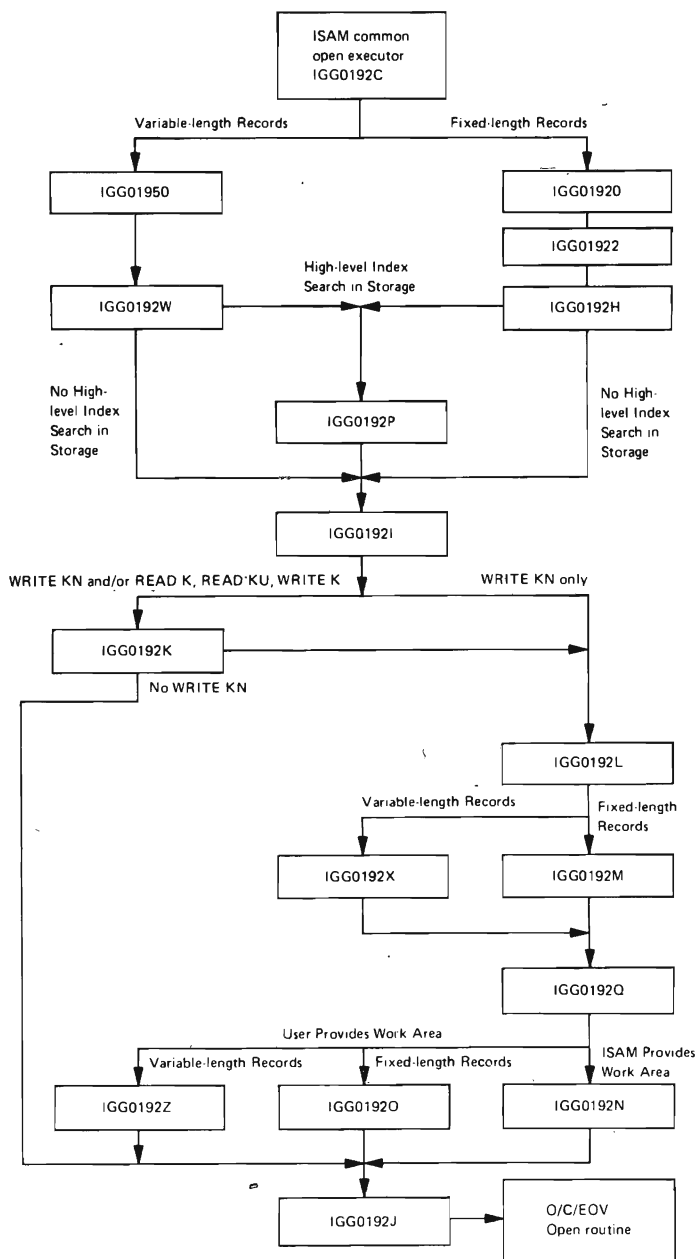 ISAM common
open executor
IGG0192C
Variable-length Records
Fixed-length Records
IGG01950
IGG01920
IGG01922
High-level Index
Search in Storage
IGG0192W
IGG0192H
No High-
level Index
Search in
Storage
No High-
level Index
Search in
Storage
IGG0192P
IGG0192I
WRITE KN and/or READ K, READ KU, WRITE K
WRITE KN only
IGG0192K
No WRITE KN
IGG0192L
Variable-length Records
Fixed-length
Records
IGG0192X
IGG0192M
IGG0192Q
User Provides Work Area
Variable-length Records
Fixed-length Records
ISAM Provides
Work Area
IGG0192Z
IGG0192O
IGG0192N
IGG0192J
O/C/EOV
Open routine